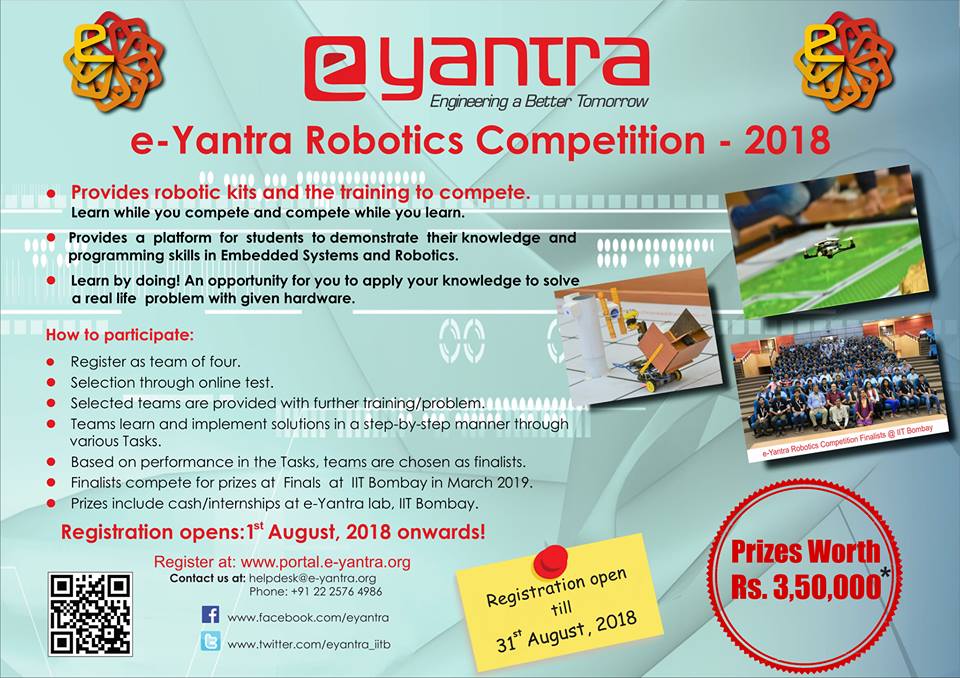 e yantra
Engineering a Better Tomorrow
e-Yantra Robotics Competition - 2018
• Provides robotic kits and the training to compete.
Learn while you compete and compete while you learn.
• Provides a platform for students to demonstrate their knowledge and
programming skills in Embedded Systems and Robotics.
• Learn by doing! An opportunity for you to apply your knowledge to solve
a real life problem with given hardware.
How to participate:
• Register as team of four.
• Selection through online test.
• Selected teams are provided with further training/problem.
• Teams learn and implement solutions in a step-by-step manner through
various Tasks.
• Based on performance in the Tasks, teams are chosen as finalists.
• Finalists compete for prizes at Finals at IIT Bombay in March 2019.
• Prizes include cash/internships at e-Yantra lab, IIT Bombay.
Registration opens:1st August, 2018 onwards!
Register at: www.portal.e-yantra.org
Contact us at: helpdesk@e-yantra.org
Phone: +91 22 2576 4986
www.facebook.com/eyantra
www.twitter.com/eyantra_iitb
e-Yantra Robotics Competition Finalists @ IIT Bombay
Registration open
till
31st August, 2018
Prizes Worth
Rs. 3,50,000*